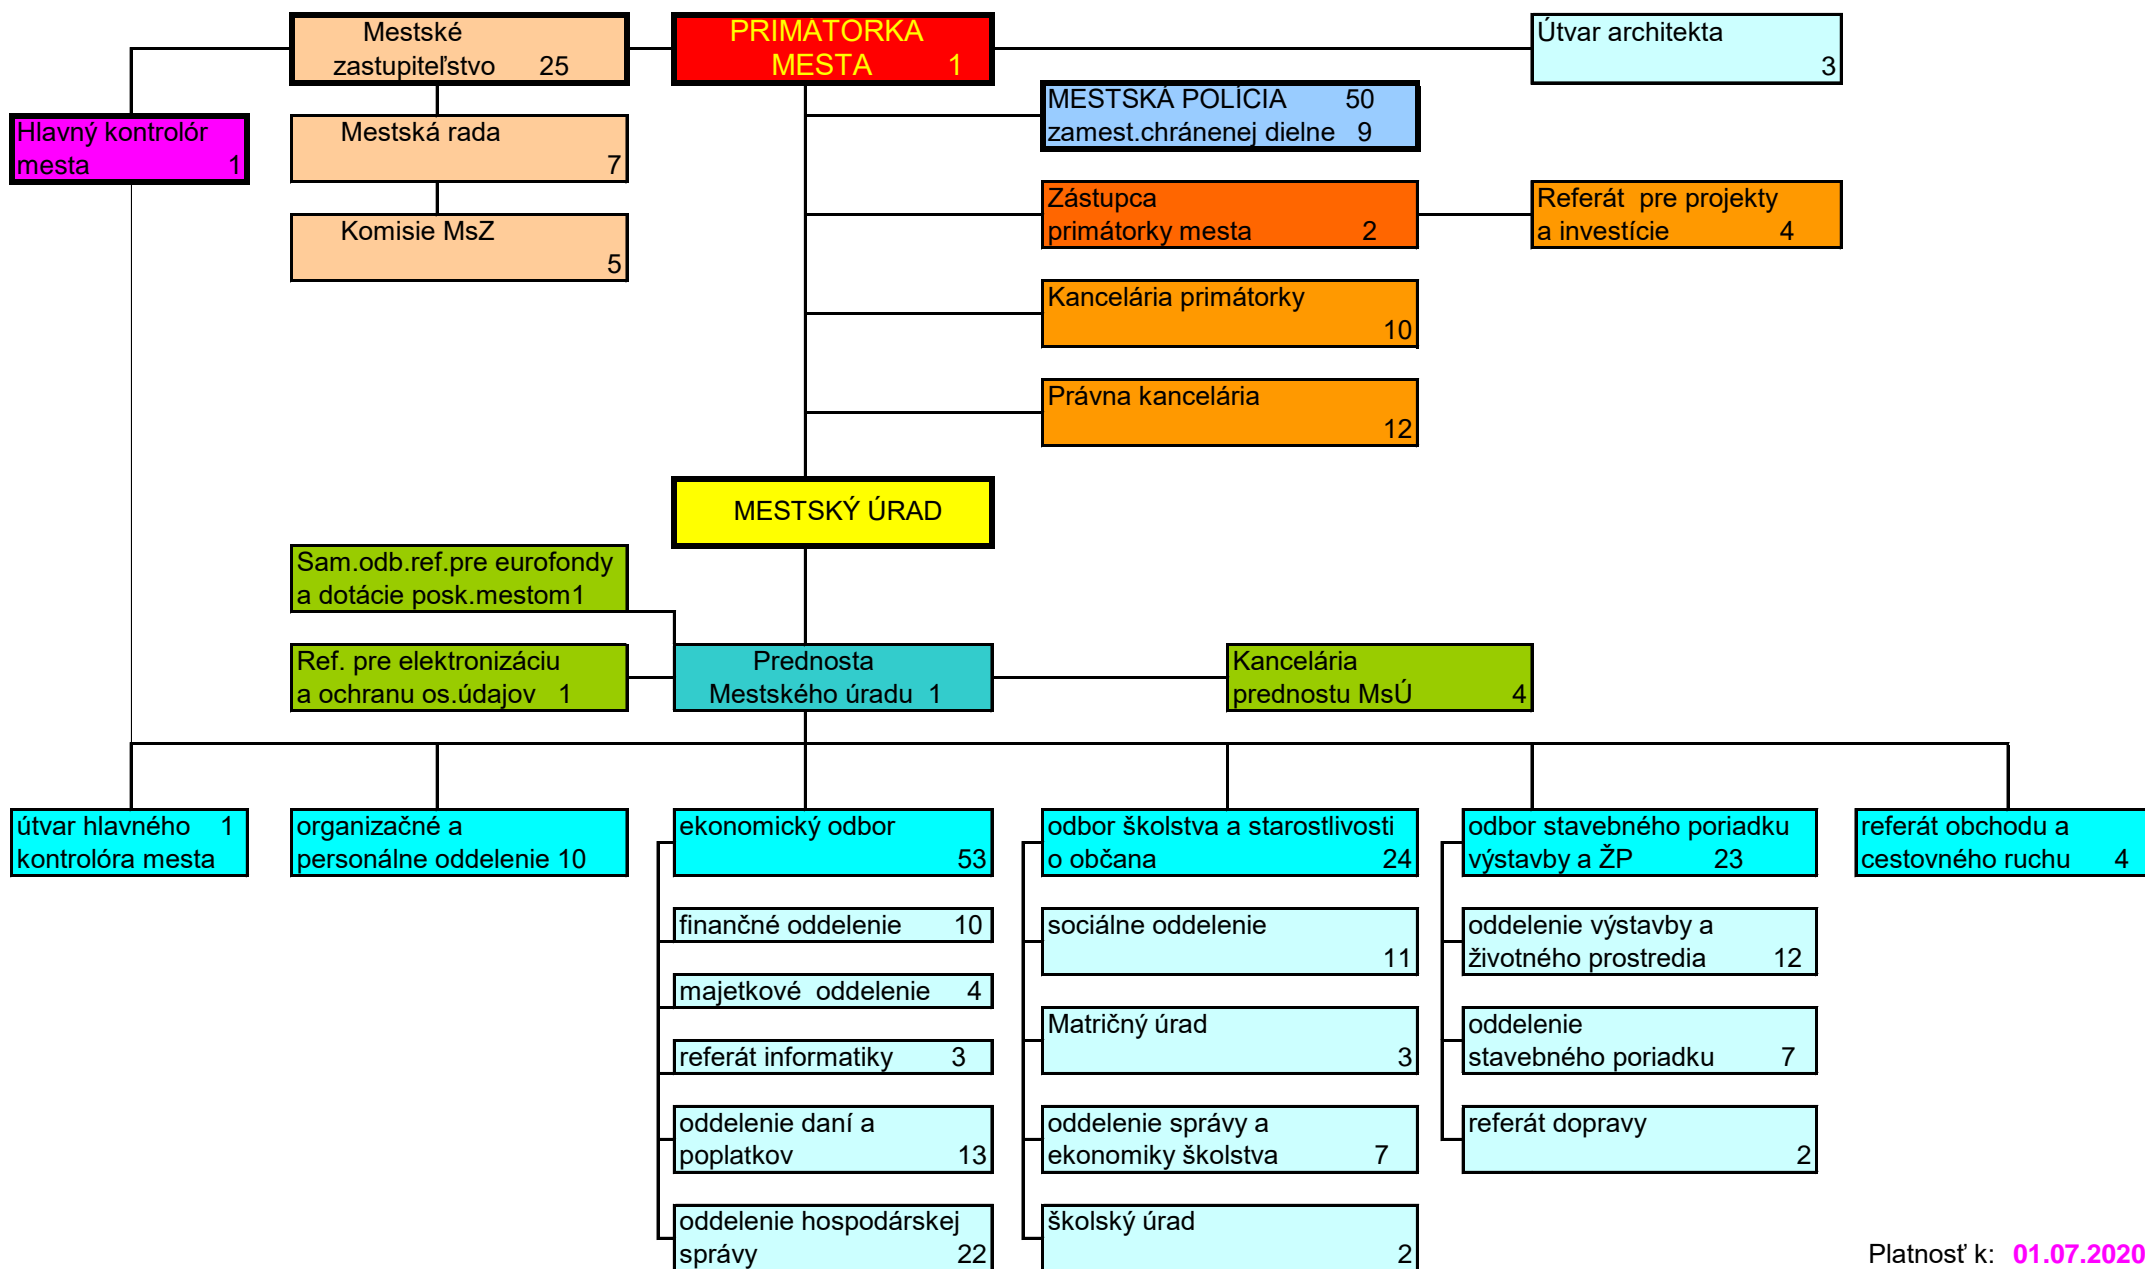 Mestské
zastupiteľstvo 25
PRIMATORKA
MESTA 1
Útvar architekta
3
MESTSKÁ POLÍCIA 50
zamest.chránenej dielne 9
Hlavný kontrolór
mesta 1
Mestská rada
7
Zástupca
primátorky mesta 2
Referát pre projekty
a investície 4
Komisie MsZ
5
Kancelária primátorky
10
Právna kancelária
12
MESTSKÝ ÚRAD
Sam.odb.ref.pre eurofondy
a dotácie posk.mestom1
Ref. pre elektronizáciu
a ochranu os.údajov 1
Prednosta
Mestského úradu 1
Kancelária
prednostu MsÚ 4
útvar hlavného 1
kontrolóra mesta
organizačné a
personálne oddelenie 10
ekonomický odbor
53
odbor školstva a starostlivosti
o občana 24
odbor stavebného poriadku
výstavby a ŽP 23
referát obchodu a
cestovného ruchu 4
finančné oddelenie 10
majetkové oddelenie 4
referát informatiky 3
oddelenie daní a
poplatkov 13
oddelenie hospodárskej
správy 22
sociálne oddelenie
11
Matričný úrad
3
oddelenie správy a
ekonomiky školstva 7
školský úrad
2
oddelenie výstavby a
životného prostredia 12
oddelenie
stavebného poriadku 7
referát dopravy
2
Platnosť k: 01.07.2020